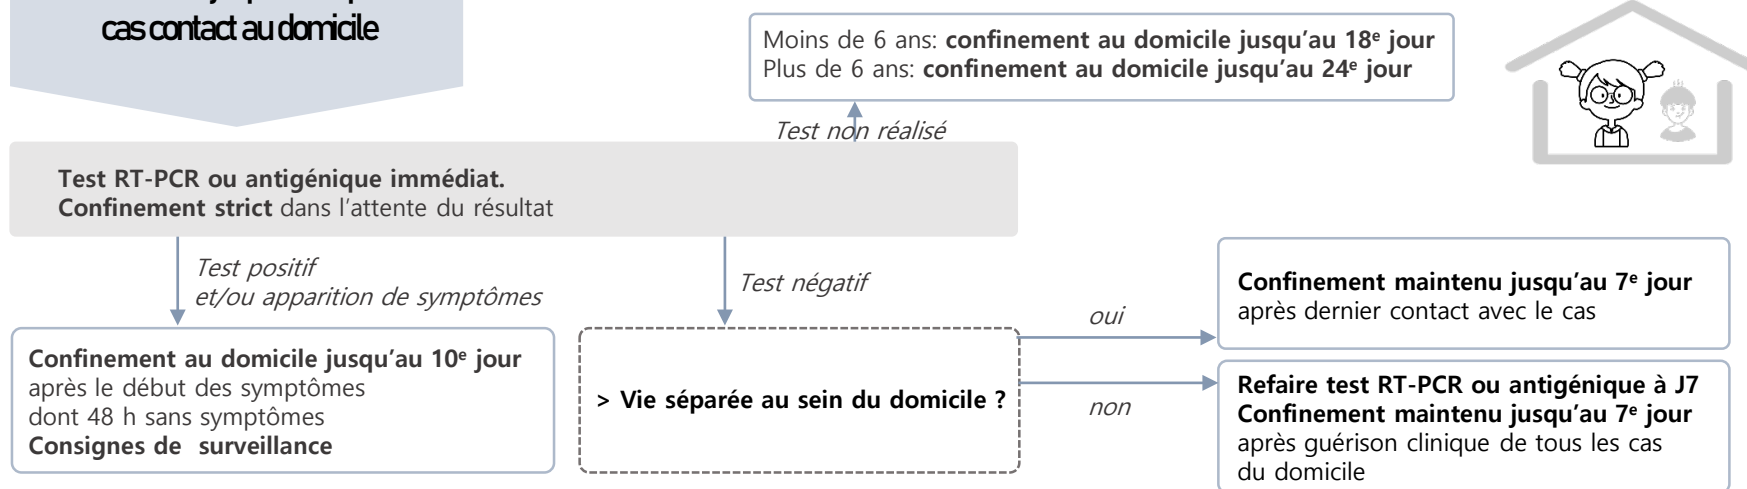 cas contact au domicile
Moins de 6 ans: confinement au domicile jusqu’au 18e jour
Plus de 6 ans: confinement au domicile jusqu’au 24e jour
Test non réalisé
Test RT-PCR ou antigénique immédiat.
Confinement strict dans l’attente du résultat
Test positif
et/ou apparition de symptômes
Test négatif
Confinement au domicile jusqu’au 10e jour
après le début des symptômes
dont 48 h sans symptômes
Consignes de surveillance
> Vie séparée au sein du domicile ?
oui
Confinement maintenu jusqu’au 7e jour
après dernier contact avec le cas
non
Refaire test RT-PCR ou antigénique à J7
Confinement maintenu jusqu’au 7e jour
après guérison clinique de tous les cas
du domicile